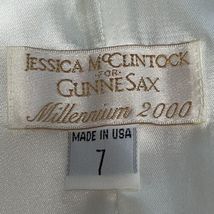 JESSICA McCLINTOCK
FOR
GUNNE SAX
Millennium 2000
MADE IN USA
7